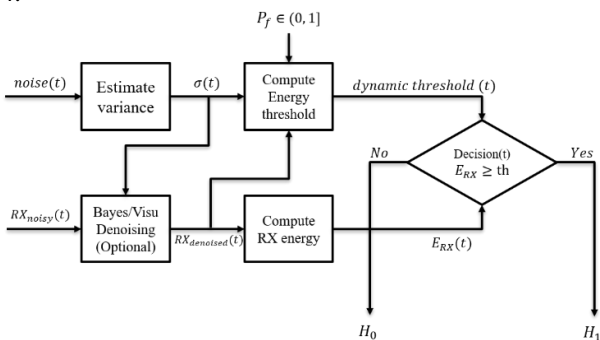 P_f ∈ (0, 1]
noise(t)
Estimate
variance
σ(t)
Compute
Energy
threshold
dynamic threshold (t)
No
Decision(t)
E_RX ≥ th
Yes
RX_noisy(t)
Bayes/Visu
Denoising
(Optional)
RX_denoised(t)
Compute
RX energy
E_RX(t)
H_0
H_1